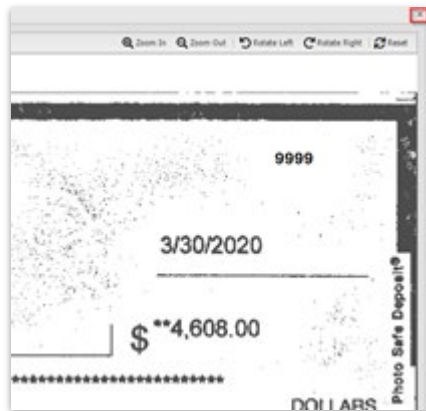 Zoom In Zoom Out Rotate Left Rotate Right Reset
9999
3/30/2020
$ **4,608.00
************************
DOLLARS
Photo Safe Deposit®